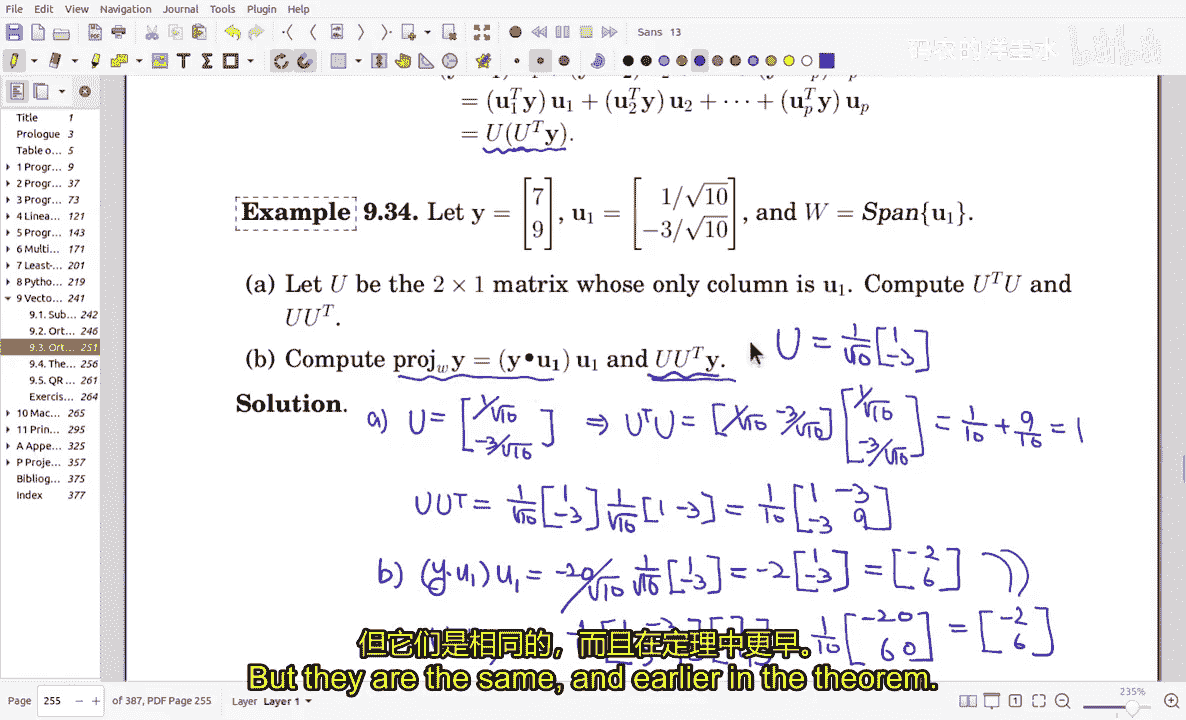 File Edit View Navigation Journal Tools Plugin Help
Sans 13
Title 1
Prologue 3
Table o... 5
1 Progr... 9
2 Progr... 37
3 Progr... 73
4 Linea... 121
5 Progr... 143
6 Multi... 171
7 Least-... 201
8 Pytho... 219
9 Vecto... 241
9.1. Sub... 242
9.2. Ort... 246
9.3. Ort... 251
9.4. The... 256
9.5. QR ... 261
Exercis... 264
10 Mac... 265
11 Prin... 295
A Appe... 325
P Proje... 357
Bibliog... 375
Index 377
= (u₁ᵀy) u₁ + (u₂ᵀy) u₂ + ⋯ + (uₚᵀy) uₚ
= U(Uᵀy).
Example 9.34. Let y = [7 9], u₁ = [1/√10 −3/√10], and W = Span{u₁}.
(a) Let U be the 2 × 1 matrix whose only column is u₁. Compute UᵀU and
UUᵀ.
U = 1/√10 [1 −3]
(b) Compute proj_w y = (y•u₁) u₁ and UUᵀy.
Solution.
a) U = [1/√10 −3/√10] ⇒ UᵀU = [1/√10 −3/√10] [1/√10 −3/√10] = 1/10 + 9/10 = 1
UUᵀ = 1/√10 [1 −3] 1/√10 [1 −3] = 1/10 [1 −3 −3 9]
b) (y·u₁) u₁ = −20/√10 1/√10 [1 −3] = −2 [1 −3] = [−2 6]
1/10 [−20 60] = [−2 6]
但它们是相同的，而且在定理中更早。
But they are the same, and earlier in the theorem.
Page 255 of 387, PDF Page 255 Layer Layer 1 235%